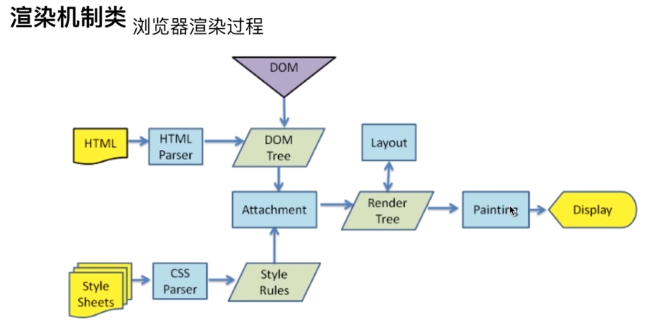 渲染机制类 浏览器渲染过程
DOM
HTML
HTML
Parser
DOM
Tree
Layout
Attachment
Render
Tree
Painting
Display
Style
Sheets
CSS
Parser
Style
Rules